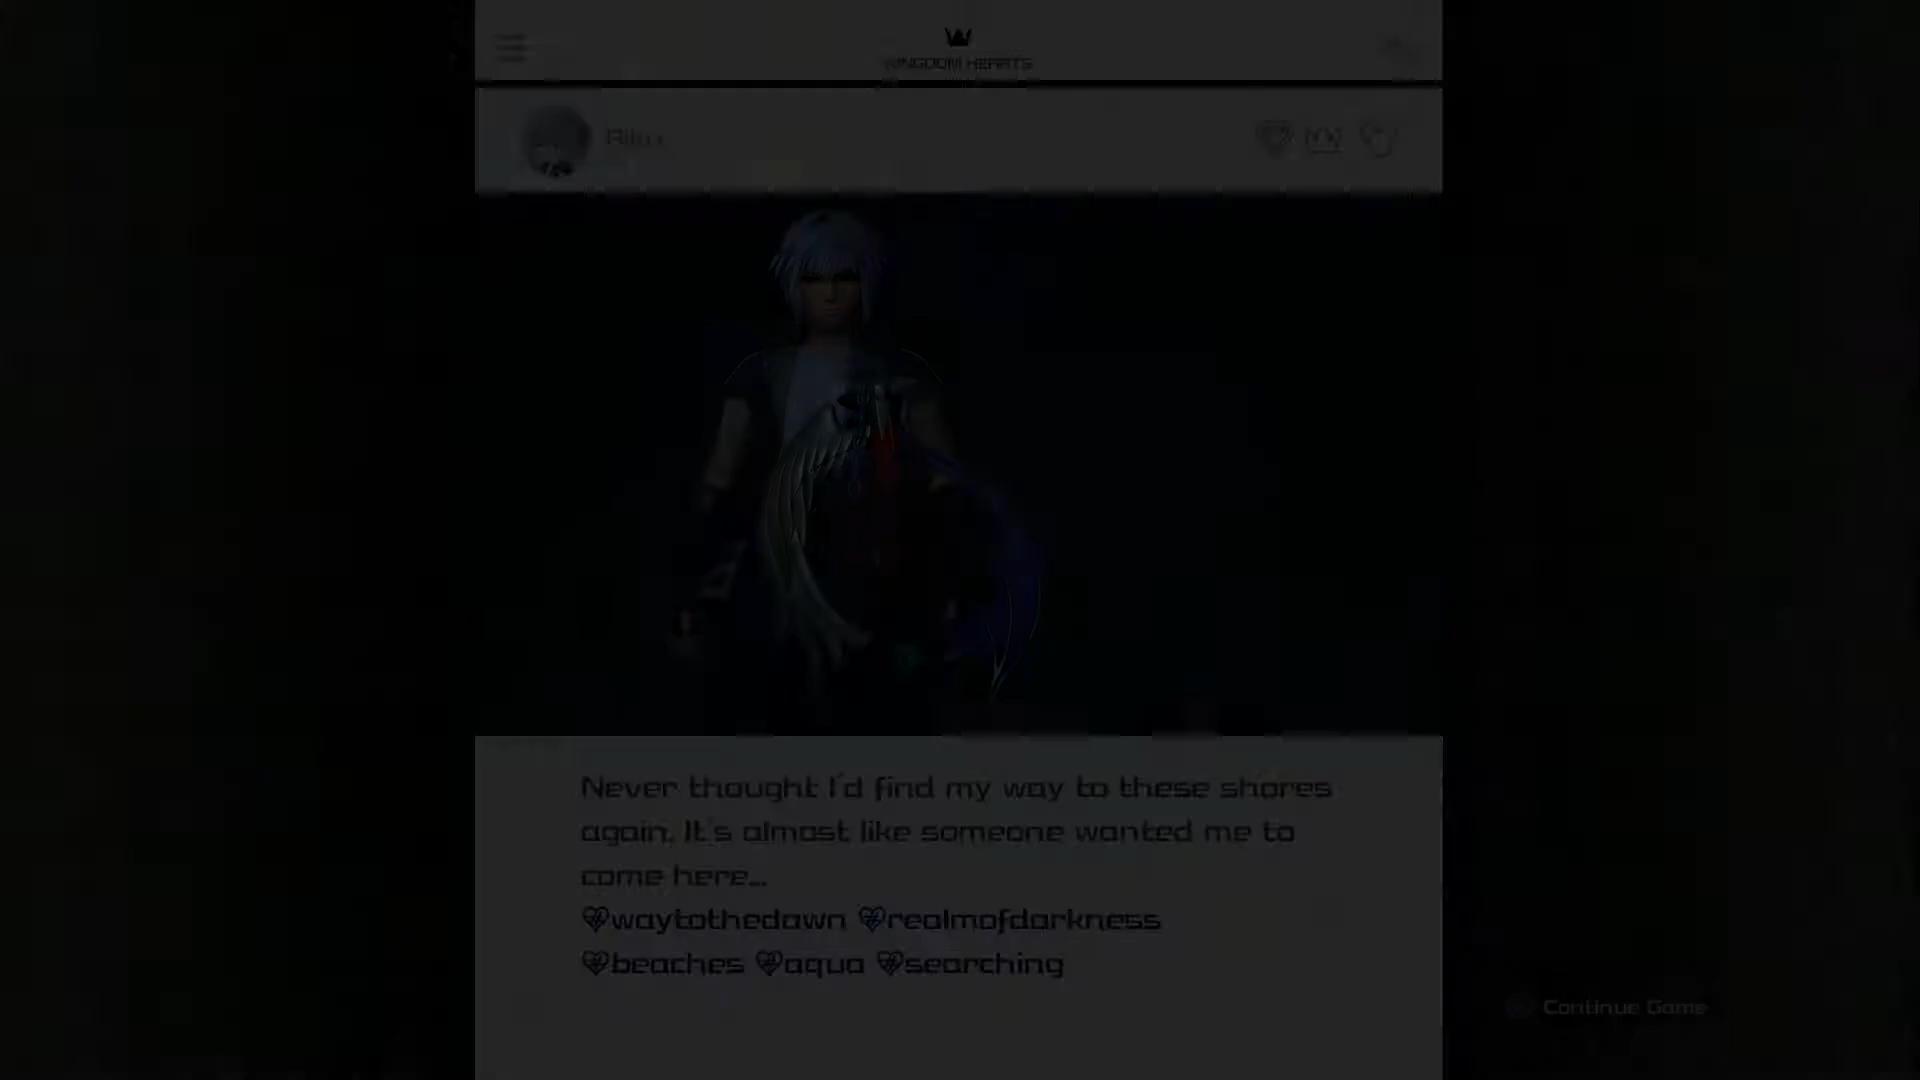 KINGDOM HEARTS
Riku
Never thought I'd find my way to these shores
again. It's almost like someone wanted me to
come here...
waytothedawn realmofdarkness
beaches aqua searching
Continue Game